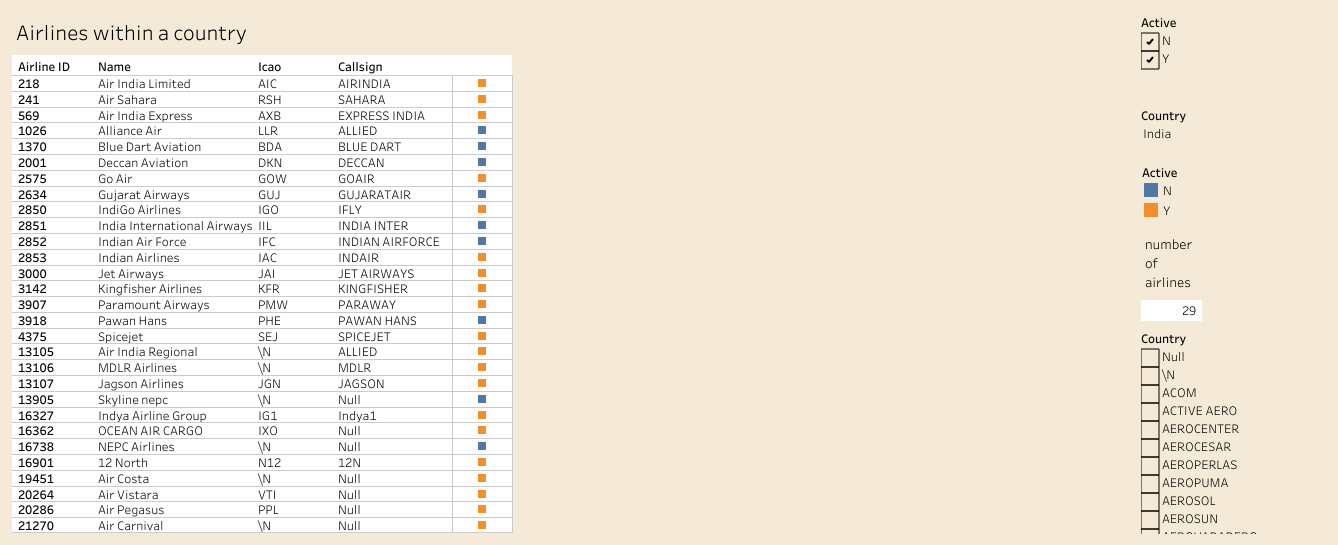 Airlines within a country
Airline ID Name Icao Callsign
218 Air India Limited AIC AIRINDIA
241 Air Sahara RSH SAHARA
569 Air India Express AXB EXPRESS INDIA
1026 Alliance Air LLR ALLIED
1370 Blue Dart Aviation BDA BLUE DART
2001 Deccan Aviation DKN DECCAN
2575 Go Air GOW GOAIR
2634 Gujarat Airways GUJ GUJARATAIR
2850 IndiGo Airlines IGO IFLY
2851 India International Airways IIL INDIA INTER
2852 Indian Air Force IFC INDIAN AIRFORCE
2853 Indian Airlines IAC INDAIR
3000 Jet Airways JAI JET AIRWAYS
3142 Kingfisher Airlines KFR KINGFISHER
3907 Paramount Airways PMW PARAWAY
3918 Pawan Hans PHE PAWAN HANS
4375 Spicejet SEJ SPICEJET
13105 Air India Regional \N ALLIED
13106 MDLR Airlines \N MDLR
13107 Jagson Airlines JGN JAGSON
13905 Skyline nepc \N Null
16327 Indya Airline Group IG1 Indya1
16362 OCEAN AIR CARGO IXO Null
16738 NEPC Airlines \N Null
16901 12 North N12 12N
19451 Air Costa \N Null
20264 Air Vistara VTI Null
20286 Air Pegasus PPL Null
21270 Air Carnival \N Null
Active
N
Y
Country
India
Active
N
Y
number
of
airlines
29
Country
Null
\N
ACOM
ACTIVE AERO
AEROCENTER
AEROCESAR
AEROPERLAS
AEROPUMA
AEROSOL
AEROSUN